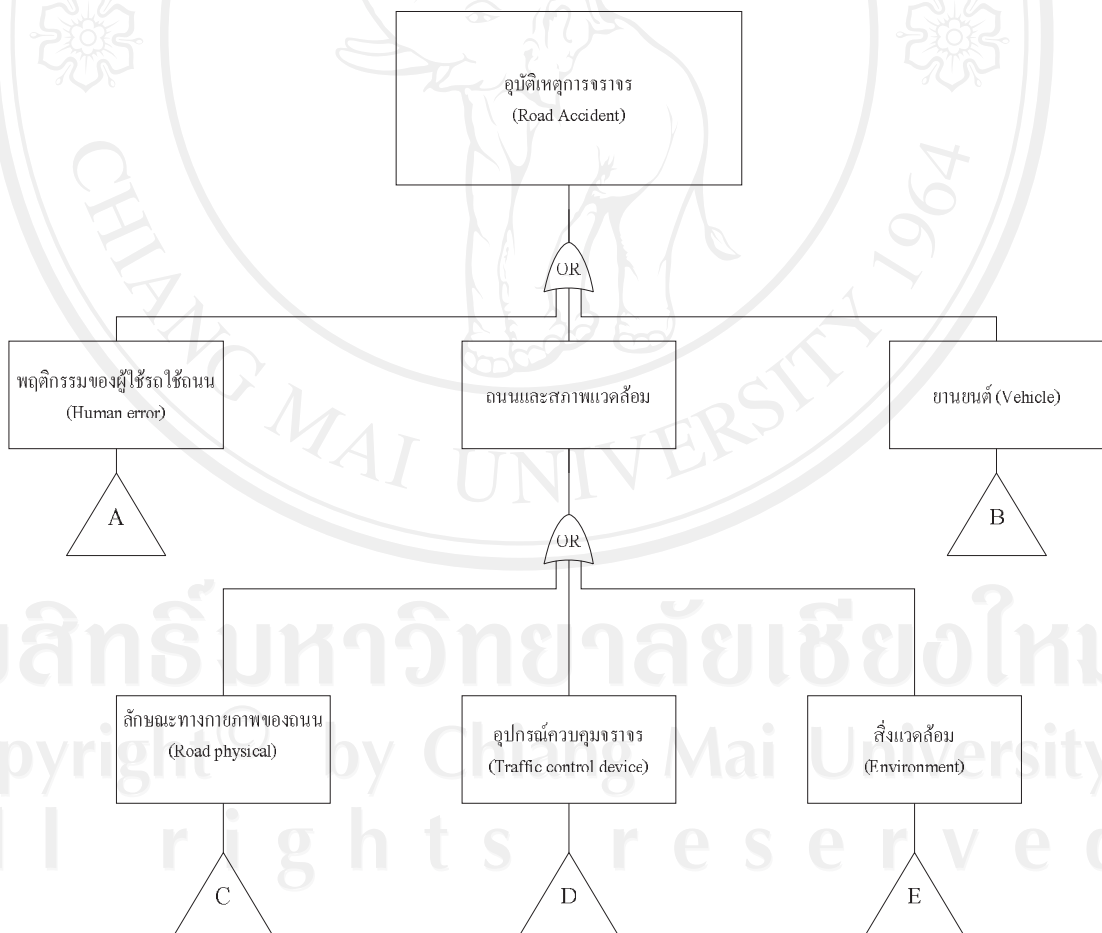 อุบัติเหตุการจราจร
(Road Accident)
OR
พฤติกรรมของผู้ใช้รถใช้ถนน
(Human error)
ถนนและสภาพแวดล้อม
ยานยนต์ (Vehicle)
A
B
OR
ลักษณะทางกายภาพของถนน
(Road physical)
อุปกรณ์ควบคุมจราจร
(Traffic control device)
สิ่งแวดล้อม
(Environment)
C
D
E
CHIANG MAI UNIVERSITY 1964
สิทธิ์มหาวิทยาลัยเชียงใหม
pyright © by Chiang Mai University
ll rights reserved